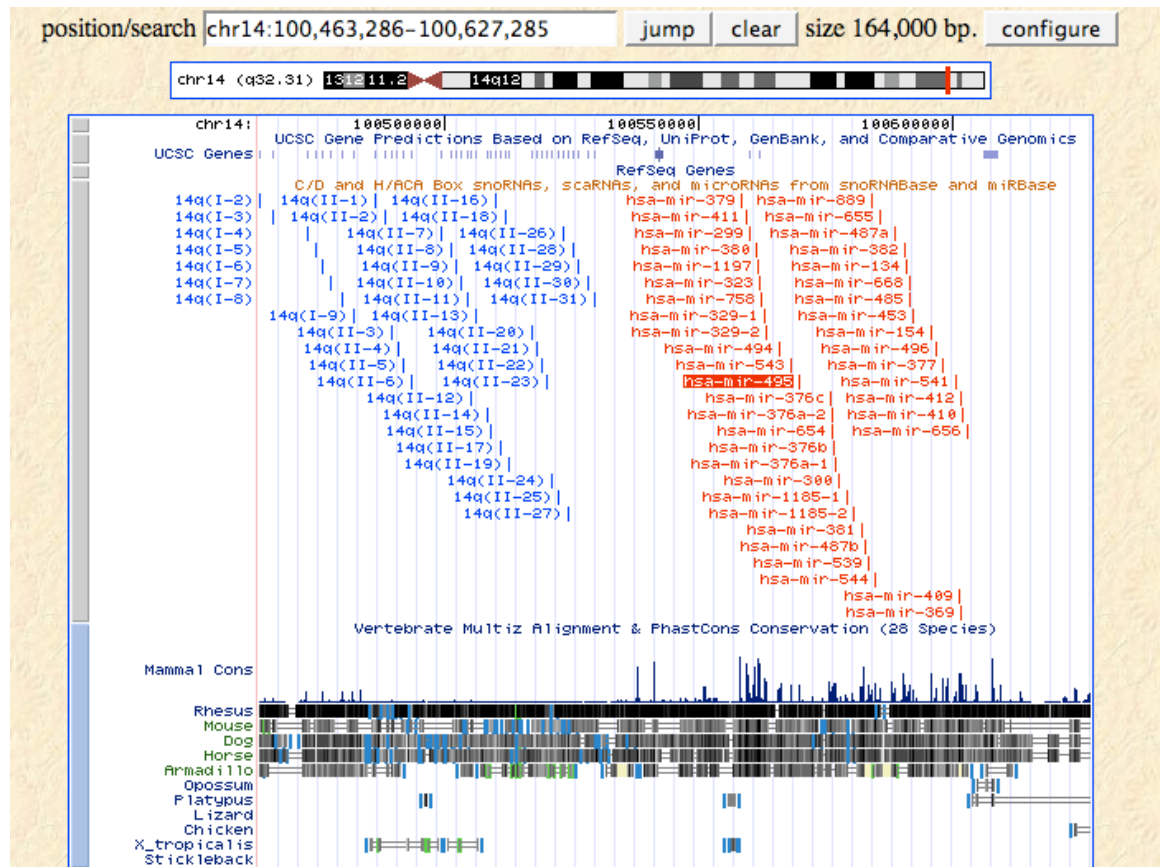 position/search chr14:100,463,286-100,627,285 jump clear size 164,000 bp. configure
chr14 (q32.31) 1312 11.2 14q12
chr14: 100500000| 100550000| 100600000|
UCSC Gene Predictions Based on RefSeq, UniProt, GenBank, and Comparative Genomics
UCSC Genes
RefSeq Genes
C/D and H/ACA Box snoRNAs, scaRNAs, and microRNAs from snoRNABase and miRBase
14q(I-2) 14q(II-1) 14q(II-16) hsa-mir-379 hsa-mir-889
14q(I-3) 14q(II-2) 14q(II-18) hsa-mir-411 hsa-mir-655
14q(I-4) 14q(II-7) 14q(II-26) hsa-mir-299 hsa-mir-487a
14q(I-5) 14q(II-8) 14q(II-28) hsa-mir-380 hsa-mir-382
14q(I-6) 14q(II-9) 14q(II-29) hsa-mir-1197 hsa-mir-134
14q(I-7) 14q(II-10) 14q(II-30) hsa-mir-323 hsa-mir-668
14q(I-8) 14q(II-11) 14q(II-31) hsa-mir-758 hsa-mir-485
14q(I-9) 14q(II-13) hsa-mir-329-1 hsa-mir-453
14q(II-3) 14q(II-20) hsa-mir-329-2 hsa-mir-154
14q(II-4) 14q(II-21) hsa-mir-494 hsa-mir-496
14q(II-5) 14q(II-22) hsa-mir-543 hsa-mir-377
14q(II-6) 14q(II-23) hsa-mir-495 hsa-mir-541
14q(II-12) hsa-mir-376c hsa-mir-412
14q(II-14) hsa-mir-376a-2 hsa-mir-410
14q(II-15) hsa-mir-654 hsa-mir-656
14q(II-17) hsa-mir-376b
14q(II-19) hsa-mir-376a-1
14q(II-24) hsa-mir-300
14q(II-25) hsa-mir-1185-1
14q(II-27) hsa-mir-1185-2
hsa-mir-381
hsa-mir-487b
hsa-mir-539
hsa-mir-544
hsa-mir-409
hsa-mir-369
Vertebrate Multiz Alignment & PhastCons Conservation (28 Species)
Mammal Cons
Rhesus
Mouse
Dog
Horse
Armadillo
Opossum
Platypus
Lizard
Chicken
X_tropicalis
Stickleback